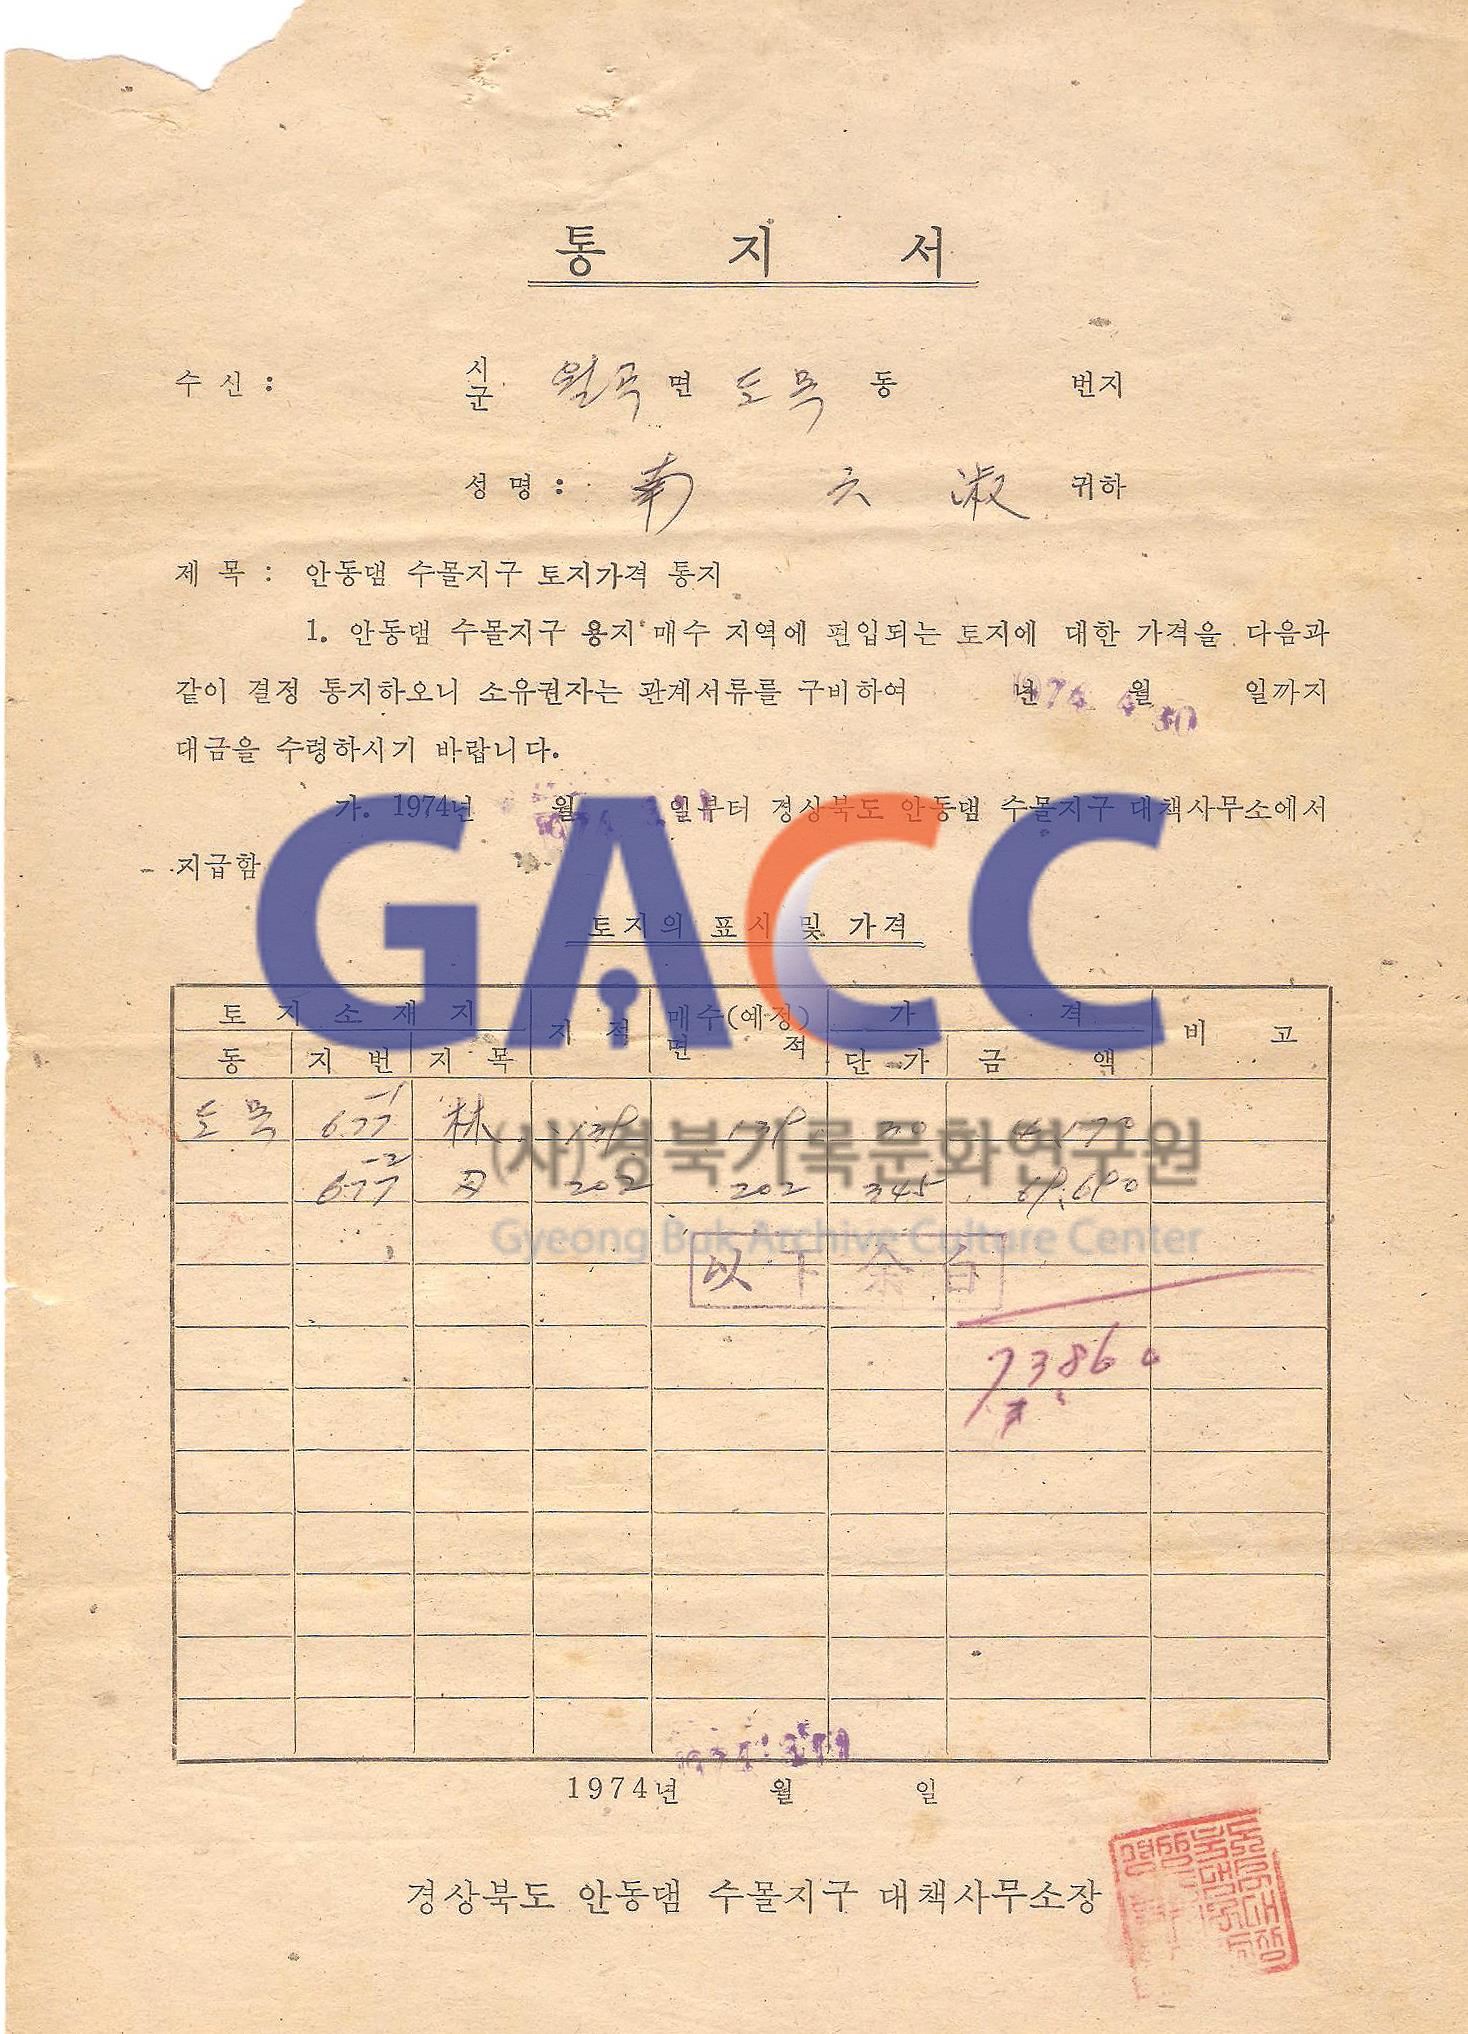 통 지 서
수 신 : 시 군 월곡 면 도목 동 번지
성 명 : 南 六 淑 귀하
제 목 : 안동댐 수몰지구 토지가격 통지
1. 안동댐 수몰지구 용지 매수 지역에 편입되는 토지에 대한 가격을 다음과
같이 결정 통지하오니 소유권자는 관계서류를 구비하여 년 월 일까지
대금을 수령하시기 바랍니다.
가. 1974년 월 일부터 경상북도 안동댐 수몰지구 대책사무소에서
지급함
GACC
토지의 표시 및 가격
토 지 소 재 지 지 적 매수(예정) 면 적 가 격 비 고
동 지 번 지 목 단 가 금 액
도목 677-1 林 139 139 30 4,170
(사)경북기록문화연구원
677-2 田 202 202 345 69,690
Gyeong Buk Archive Culture Center
以下余白
73860
1974년 월 일
경상북도 안동댐 수몰지구 대책사무소장